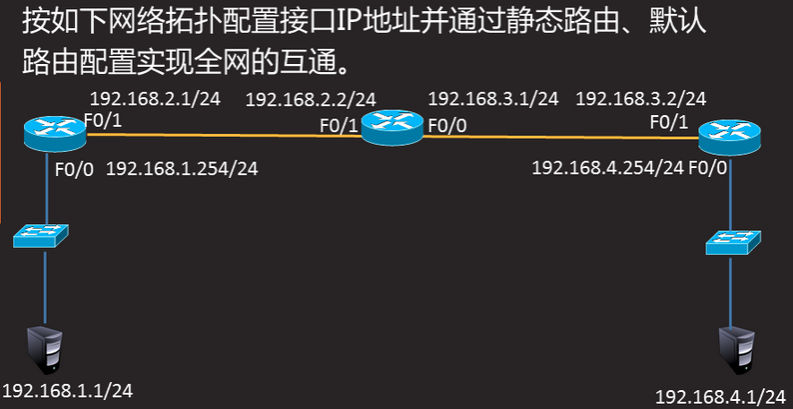 按如下网络拓扑配置接口IP地址并通过静态路由、默认
路由配置实现全网的互通。
192.168.2.1/24 192.168.2.2/24 192.168.3.1/24 192.168.3.2/24
F0/1 F0/1 F0/0 F0/1
F0/0 192.168.1.254/24 192.168.4.254/24 F0/0
192.168.1.1/24 192.168.4.1/24